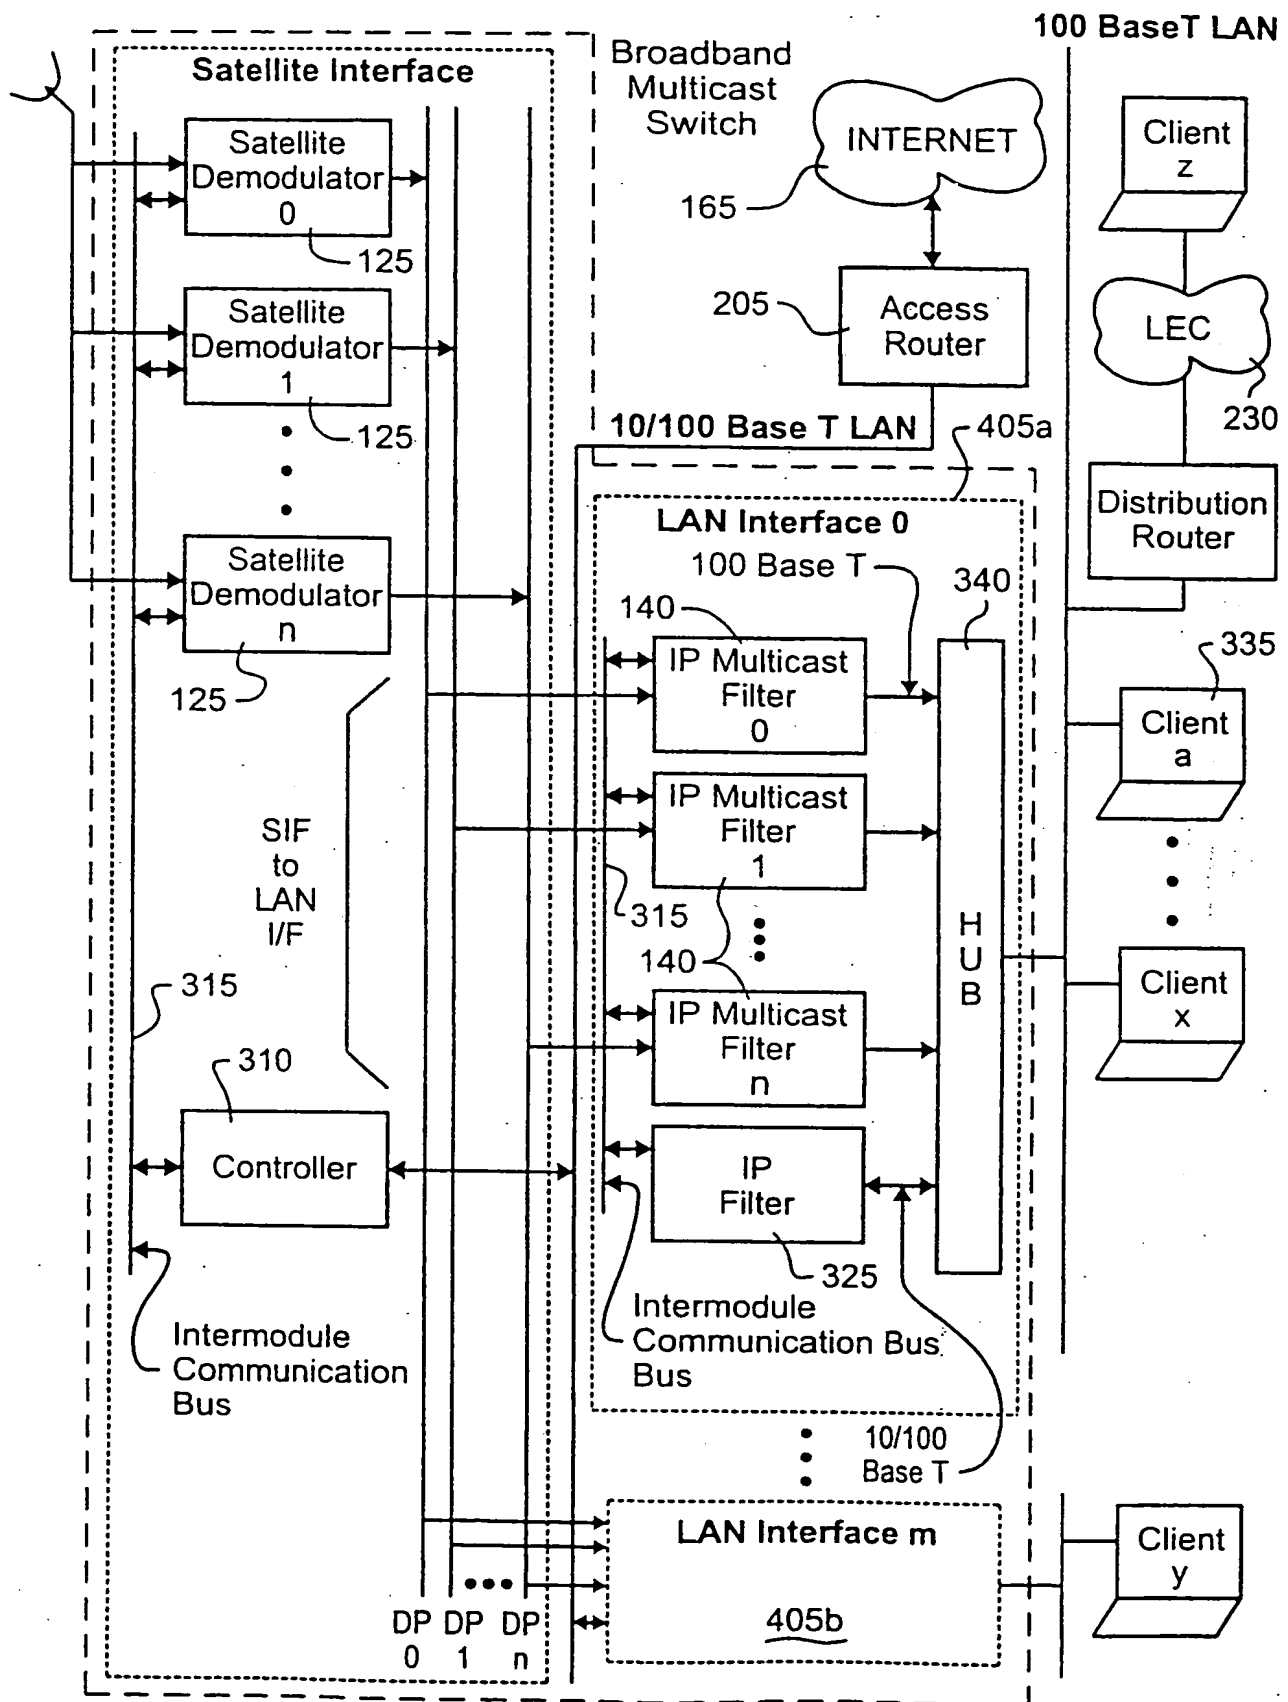 100 BaseT LAN
Broadband
Multicast
Switch
Satellite Interface
Satellite
Demodulator
0
125
Satellite
Demodulator
1
125
Satellite
Demodulator
n
125
SIF
to
LAN
I/F
315
310
Controller
Intermodule
Communication
Bus
DP
0
DP
1
DP
n
INTERNET
165
205
Access
Router
10/100 Base T LAN
405a
LAN Interface 0
100 Base T
340
140
IP Multicast
Filter
0
IP Multicast
Filter
1
315
140
IP Multicast
Filter
n
IP
Filter
325
HUB
Intermodule
Communication Bus
Bus
10/100
Base T
LAN Interface m
405b
Client
z
LEC
230
Distribution
Router
335
Client
a
Client
x
Client
y